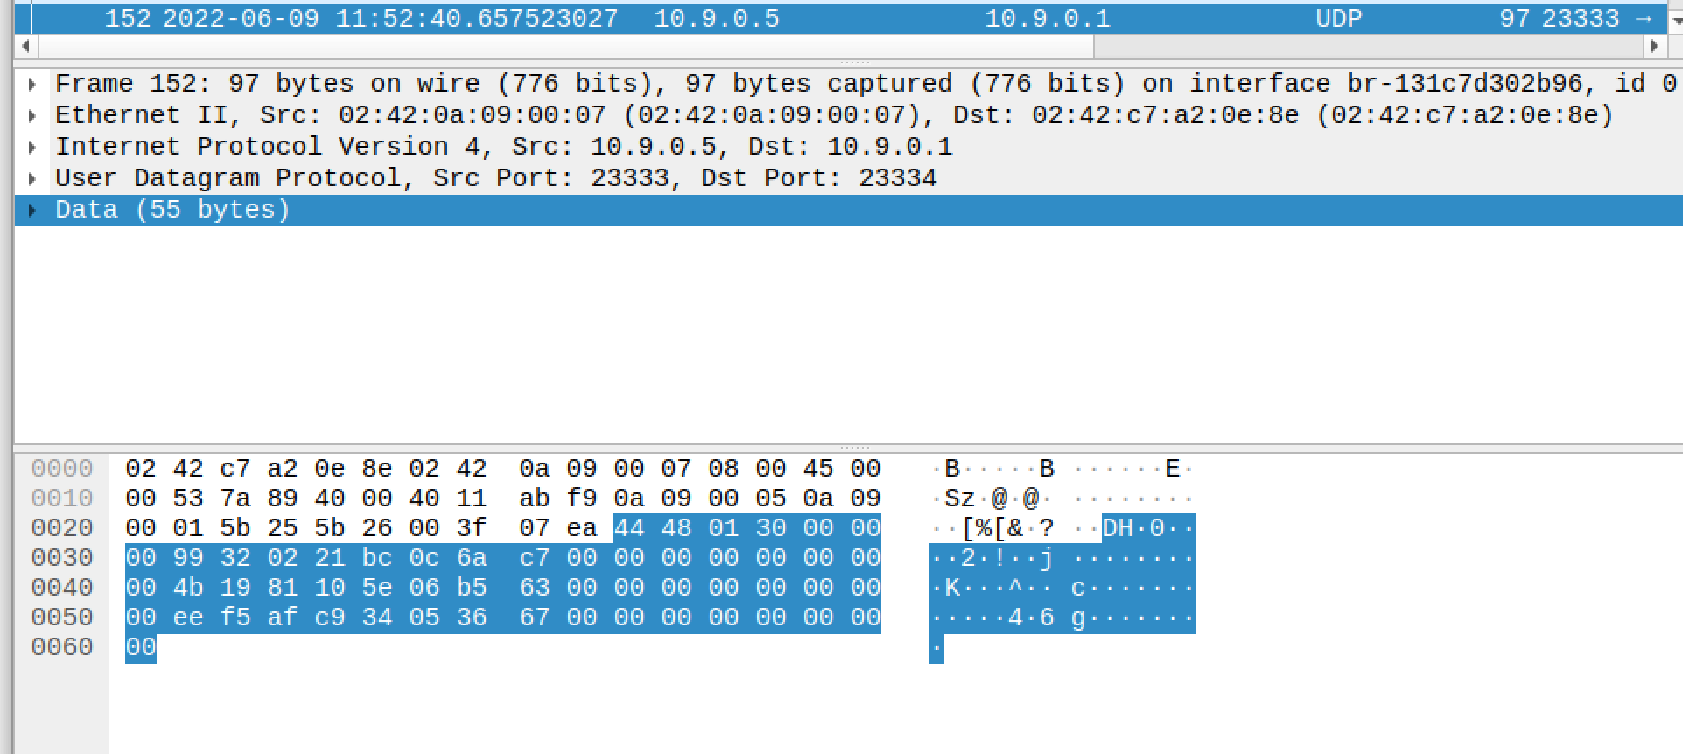 152 2022-06-09 11:52:40.657523027 10.9.0.5 10.9.0.1 UDP 97 23333 →
Frame 152: 97 bytes on wire (776 bits), 97 bytes captured (776 bits) on interface br-131c7d302b96, id 0
Ethernet II, Src: 02:42:0a:09:00:07 (02:42:0a:09:00:07), Dst: 02:42:c7:a2:0e:8e (02:42:c7:a2:0e:8e)
Internet Protocol Version 4, Src: 10.9.0.5, Dst: 10.9.0.1
User Datagram Protocol, Src Port: 23333, Dst Port: 23334
Data (55 bytes)
0000 02 42 c7 a2 0e 8e 02 42 0a 09 00 07 08 00 45 00 ·B·····B ······E·
0010 00 53 7a 89 40 00 40 11 ab f9 0a 09 00 05 0a 09 ·Sz·@·@· ········
0020 00 01 5b 25 5b 26 00 3f 07 ea 44 48 01 30 00 00 ··[%[&·? ··DH·0··
0030 00 99 32 02 21 bc 0c 6a c7 00 00 00 00 00 00 00 ··2·!··j ········
0040 00 4b 19 81 10 5e 06 b5 63 00 00 00 00 00 00 00 ·K···^·· c·······
0050 00 ee f5 af c9 34 05 36 67 00 00 00 00 00 00 00 ·····4·6 g·······
0060 00 ·